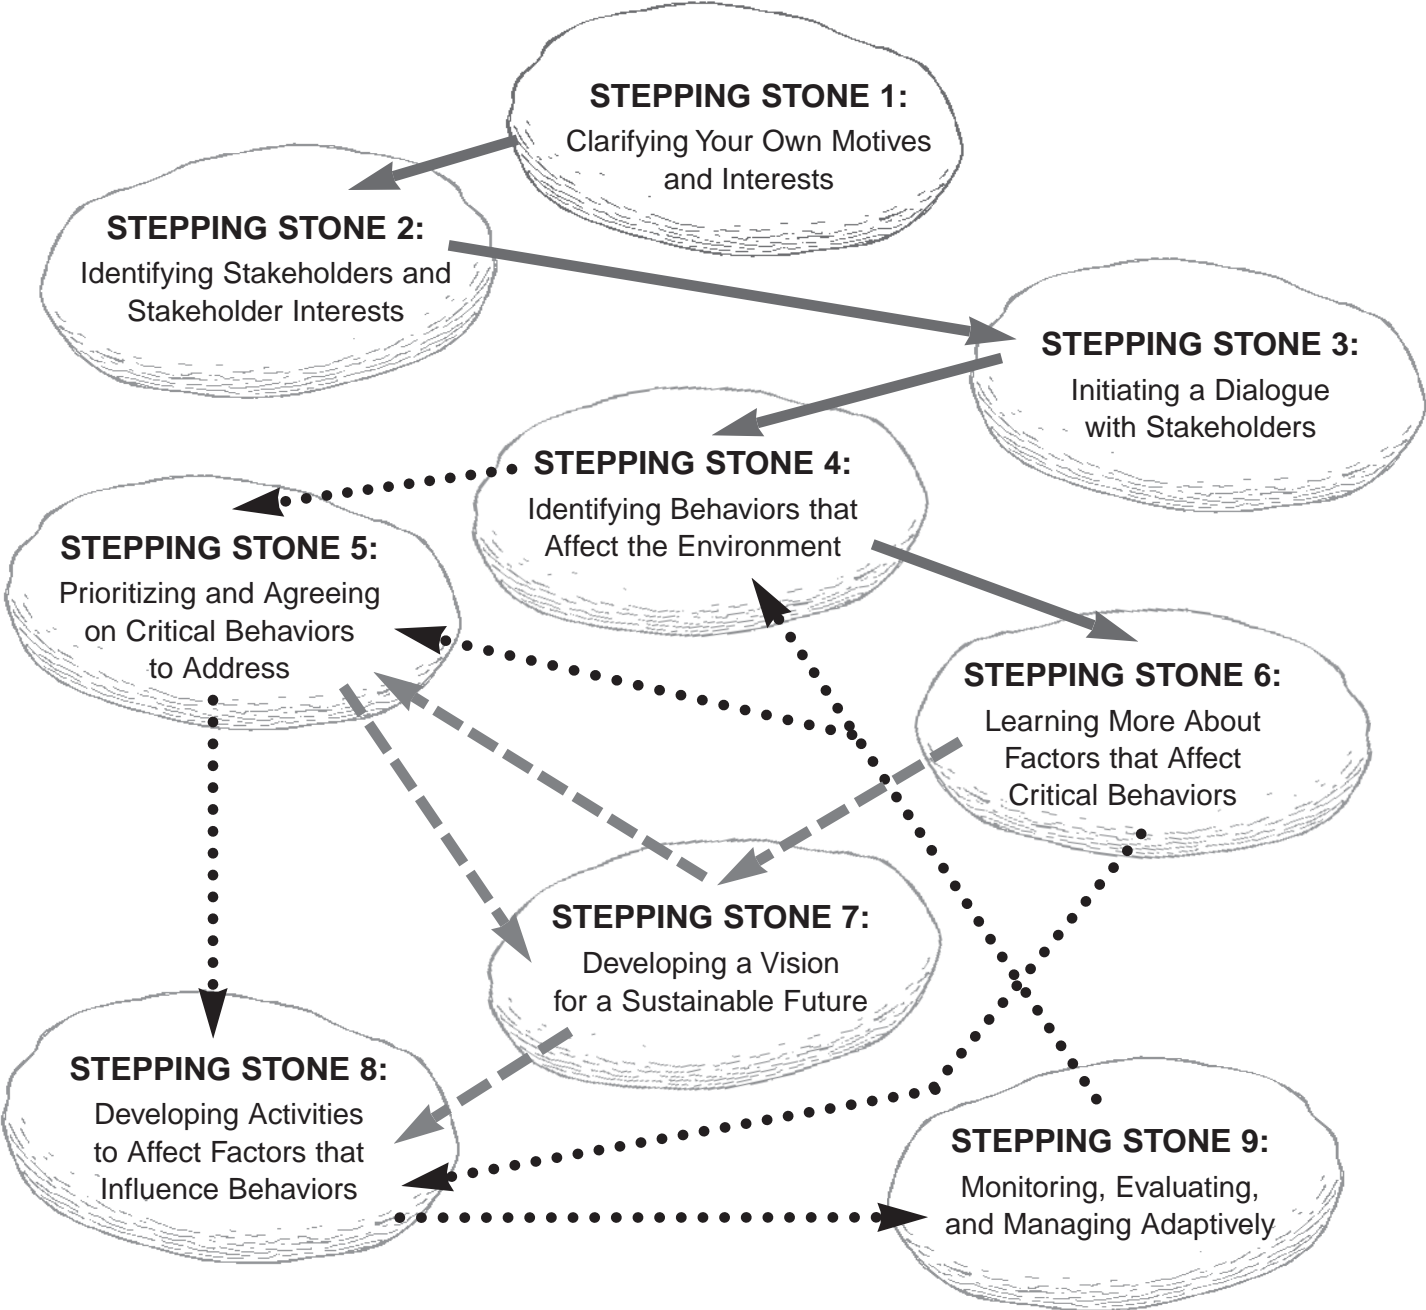 STEPPING STONE 1:
Clarifying Your Own Motives
and Interests
STEPPING STONE 2:
Identifying Stakeholders and
Stakeholder Interests
STEPPING STONE 3:
Initiating a Dialogue
with Stakeholders
STEPPING STONE 4:
Identifying Behaviors that
Affect the Environment
STEPPING STONE 5:
Prioritizing and Agreeing
on Critical Behaviors
to Address
STEPPING STONE 6:
Learning More About
Factors that Affect
Critical Behaviors
STEPPING STONE 7:
Developing a Vision
for a Sustainable Future
STEPPING STONE 8:
Developing Activities
to Affect Factors that
Influence Behaviors
STEPPING STONE 9:
Monitoring, Evaluating,
and Managing Adaptively